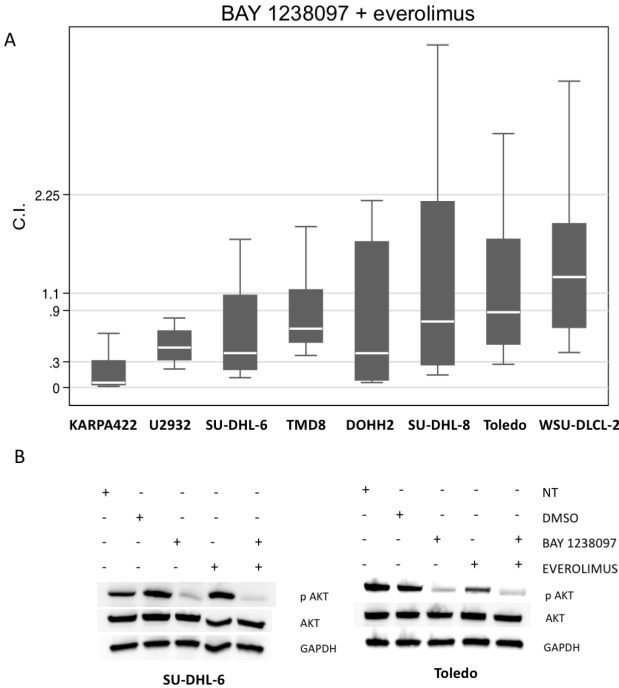 BAY 1238097 + everolimus
A
C.I.
2.25
1.1
.9
.3
0
KARPA422 U2932 SU-DHL-6 TMD8 DOHH2 SU-DHL-8 Toledo WSU-DLCL-2
B
+ - - - - + - - - - NT
- + - - - - + - - - DMSO
- - + - + - - + - + BAY 1238097
- - - + + - - - + + EVEROLIMUS
p AKT p AKT
AKT AKT
GAPDH GAPDH
SU-DHL-6 Toledo